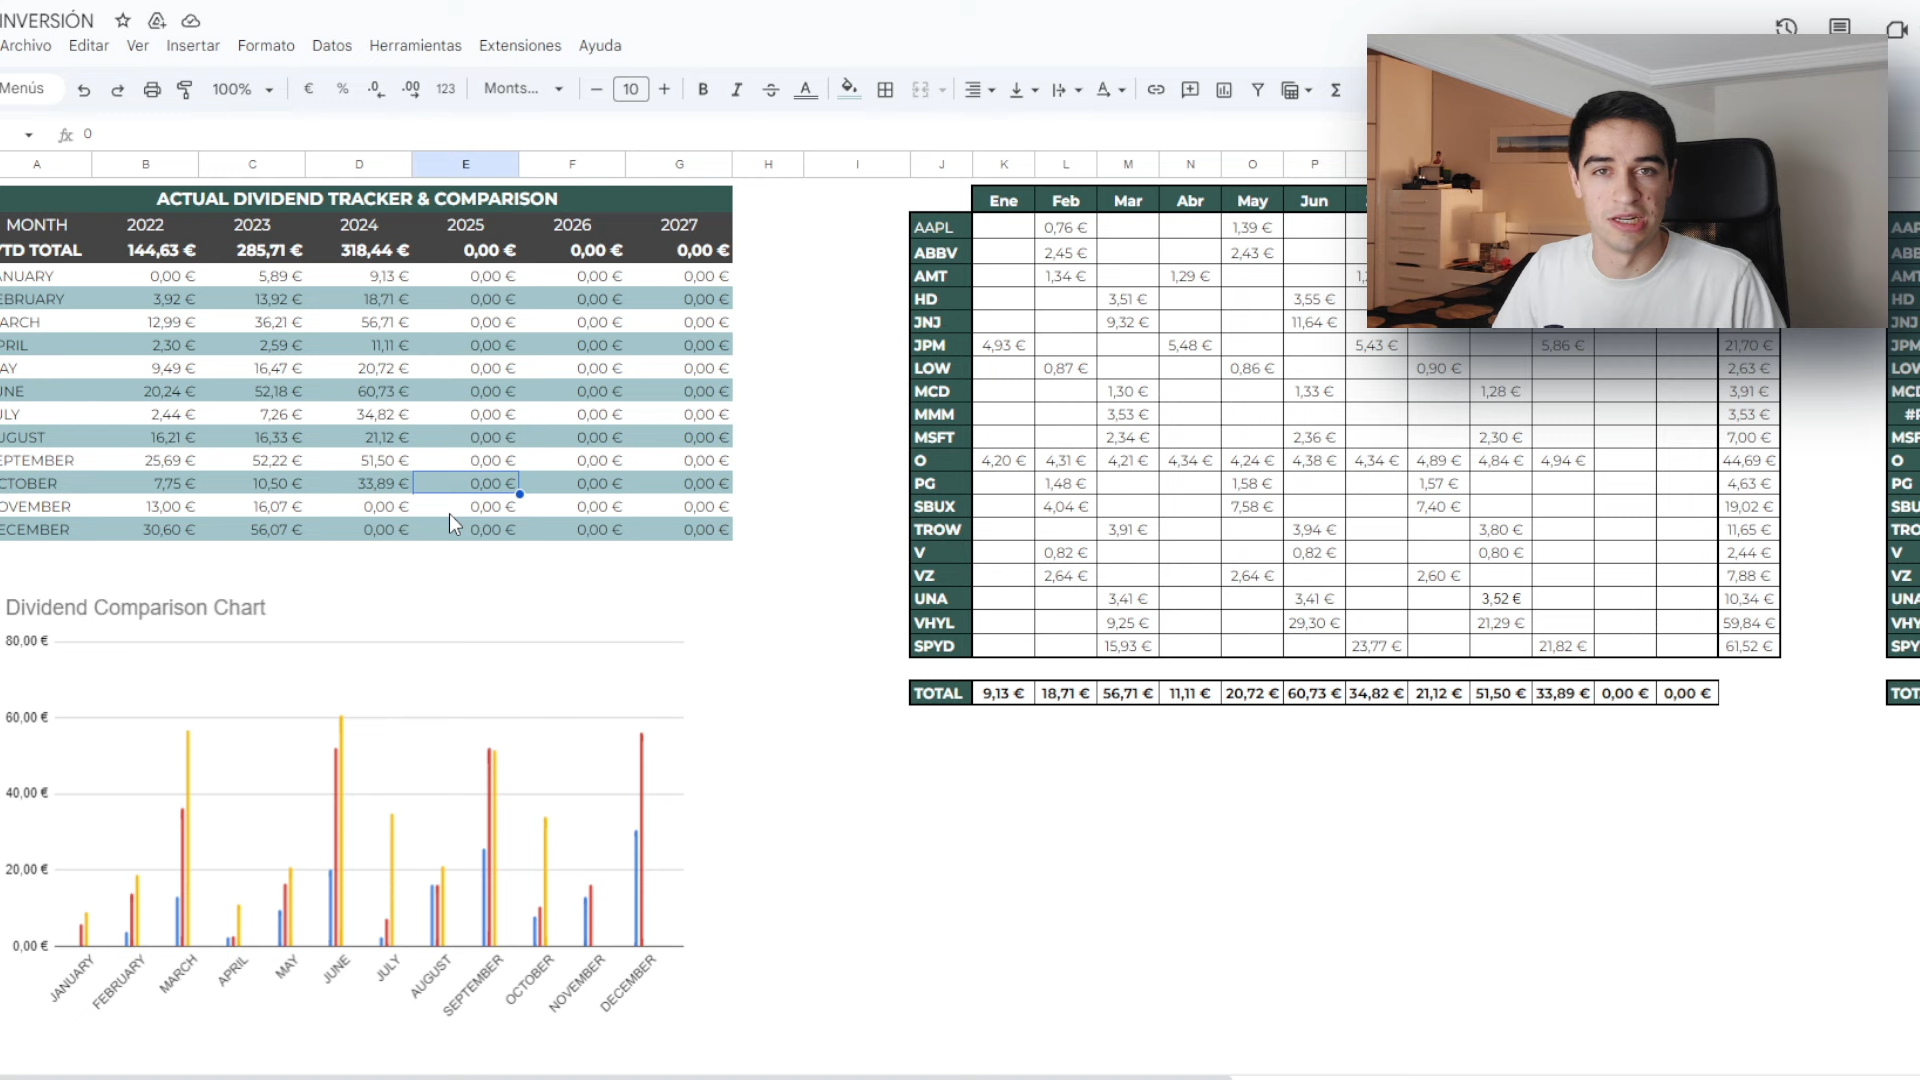 INVERSIÓN
Archivo Editar Ver Insertar Formato Datos Herramientas Extensiones Ayuda
Menús 100% € % .0 .00 123 Monts... − 10 + B I S A Σ
fx 0
A B C D E F G H I J K L M N O P
ACTUAL DIVIDEND TRACKER & COMPARISON
MONTH 2022 2023 2024 2025 2026 2027
YTD TOTAL 144,63 € 285,71 € 318,44 € 0,00 € 0,00 € 0,00 €
ANUARY 0,00 € 5,89 € 9,13 € 0,00 € 0,00 € 0,00 €
EBRUARY 3,92 € 13,92 € 18,71 € 0,00 € 0,00 € 0,00 €
ARCH 12,99 € 36,21 € 56,71 € 0,00 € 0,00 € 0,00 €
PRIL 2,30 € 2,59 € 11,11 € 0,00 € 0,00 € 0,00 €
AY 9,49 € 16,47 € 20,72 € 0,00 € 0,00 € 0,00 €
UNE 20,24 € 52,18 € 60,73 € 0,00 € 0,00 € 0,00 €
ULY 2,44 € 7,26 € 34,82 € 0,00 € 0,00 € 0,00 €
UGUST 16,21 € 16,33 € 21,12 € 0,00 € 0,00 € 0,00 €
EPTEMBER 25,69 € 52,22 € 51,50 € 0,00 € 0,00 € 0,00 €
CTOBER 7,75 € 10,50 € 33,89 € 0,00 € 0,00 € 0,00 €
OVEMBER 13,00 € 16,07 € 0,00 € 0,00 € 0,00 € 0,00 €
ECEMBER 30,60 € 56,07 € 0,00 € 0,00 € 0,00 € 0,00 €
Dividend Comparison Chart
80,00 €
60,00 €
40,00 €
20,00 €
0,00 €
JANUARY FEBRUARY MARCH APRIL MAY JUNE JULY AUGUST SEPTEMBER OCTOBER NOVEMBER DECEMBER
Ene Feb Mar Abr May Jun
AAPL 0,76 € 1,39 € AAP
ABBV 2,45 € 2,43 € ABB
AMT 1,34 € 1,29 € AMT
HD 3,51 € 3,55 € HD
JNJ 9,32 € 11,64 € JNJ
JPM 4,93 € 5,48 € 5,43 € 5,86 € 21,70 € JPM
LOW 0,87 € 0,86 € 0,90 € 2,63 € LOW
MCD 1,30 € 1,33 € 1,28 € 3,91 € MCD
MMM 3,53 € 3,53 €
MSFT 2,34 € 2,36 € 2,30 € 7,00 € MSF
O 4,20 € 4,31 € 4,21 € 4,34 € 4,24 € 4,38 € 4,34 € 4,89 € 4,84 € 4,94 € 44,69 € O
PG 1,48 € 1,58 € 1,57 € 4,63 € PG
SBUX 4,04 € 7,58 € 7,40 € 19,02 € SBU
TROW 3,91 € 3,94 € 3,80 € 11,65 € TRO
V 0,82 € 0,82 € 0,80 € 2,44 € V
VZ 2,64 € 2,64 € 2,60 € 7,88 € VZ
UNA 3,41 € 3,41 € 3,52 € 10,34 € UNA
VHYL 9,25 € 29,30 € 21,29 € 59,84 € VHY
SPYD 15,93 € 23,77 € 21,82 € 61,52 € SPY
TOTAL 9,13 € 18,71 € 56,71 € 11,11 € 20,72 € 60,73 € 34,82 € 21,12 € 51,50 € 33,89 € 0,00 € 0,00 € TOT